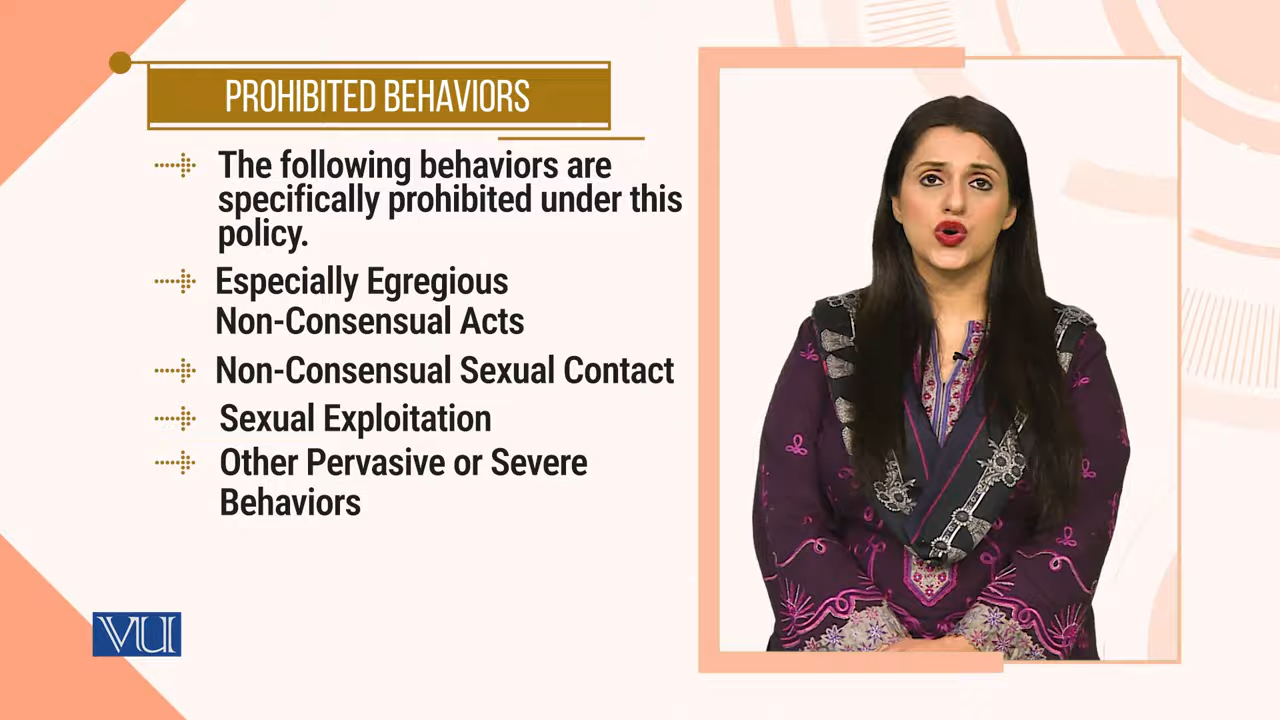 PROHIBITED BEHAVIORS
The following behaviors are
specifically prohibited under this
policy.
Especially Egregious
Non-Consensual Acts
Non-Consensual Sexual Contact
Sexual Exploitation
Other Pervasive or Severe
Behaviors
VU